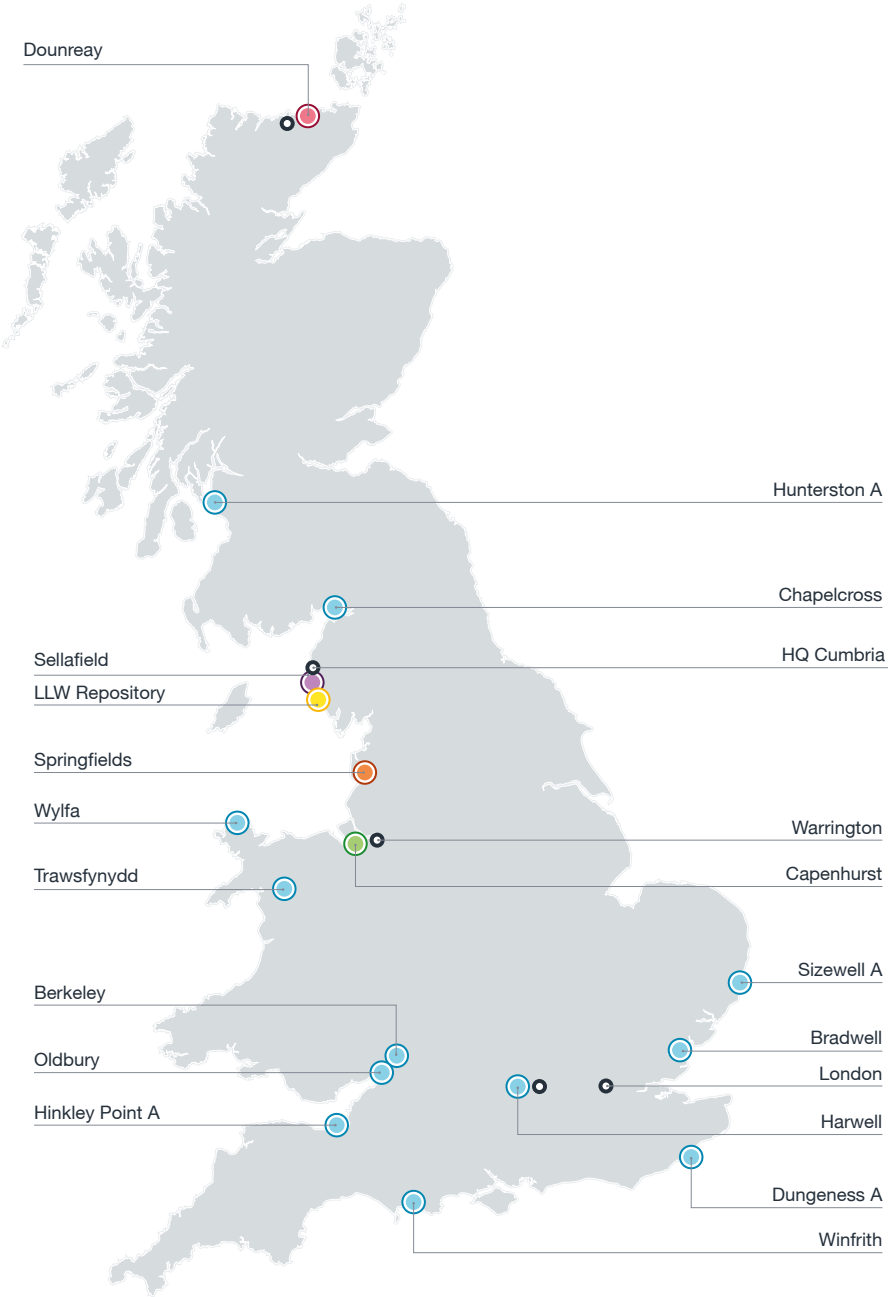 Dounreay
Hunterston A
Chapelcross
HQ Cumbria
Sellafield
LLW Repository
Springfields
Wylfa
Warrington
Trawsfynydd
Capenhurst
Sizewell A
Berkeley
Bradwell
Oldbury
London
Hinkley Point A
Harwell
Dungeness A
Winfrith